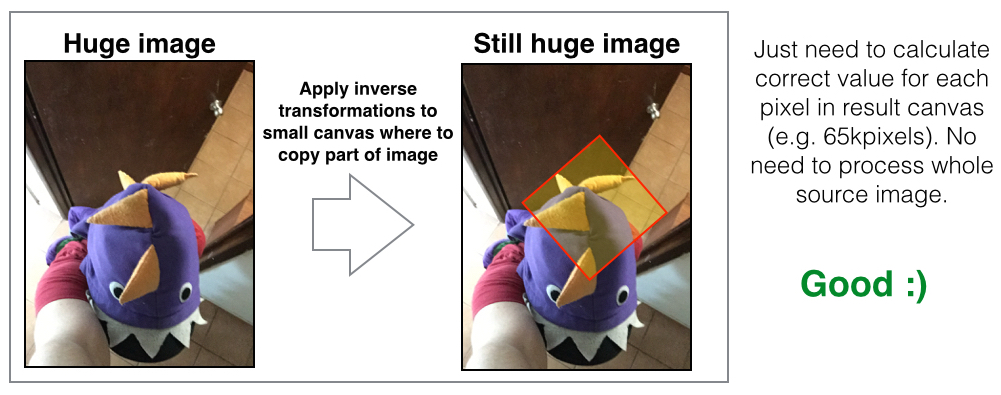 Huge image
Still huge image
Apply inverse
transformations to
small canvas where to
copy part of image
Just need to calculate
correct value for each
pixel in result canvas
(e.g. 65kpixels). No
need to process whole
source image.
Good :)